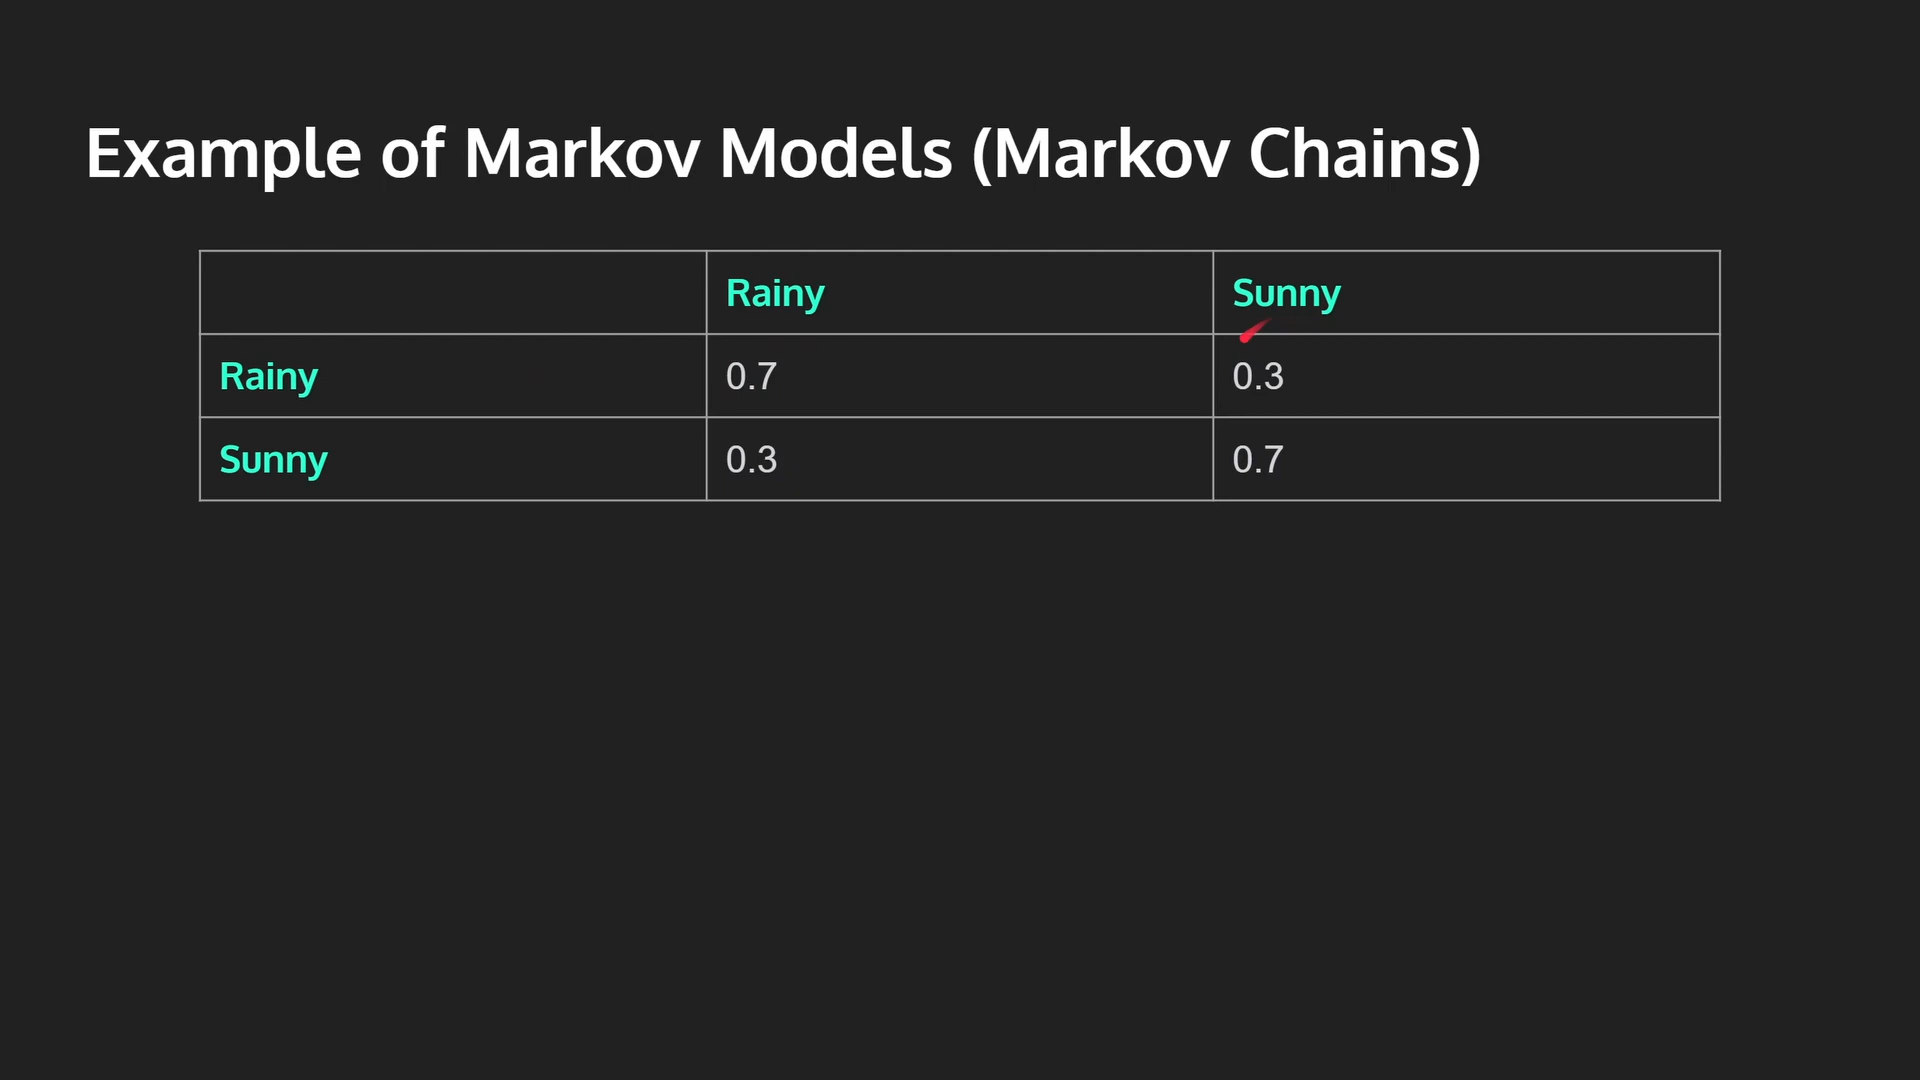 Example of Markov Models (Markov Chains)
Rainy Sunny
Rainy 0.7 0.3
Sunny 0.3 0.7